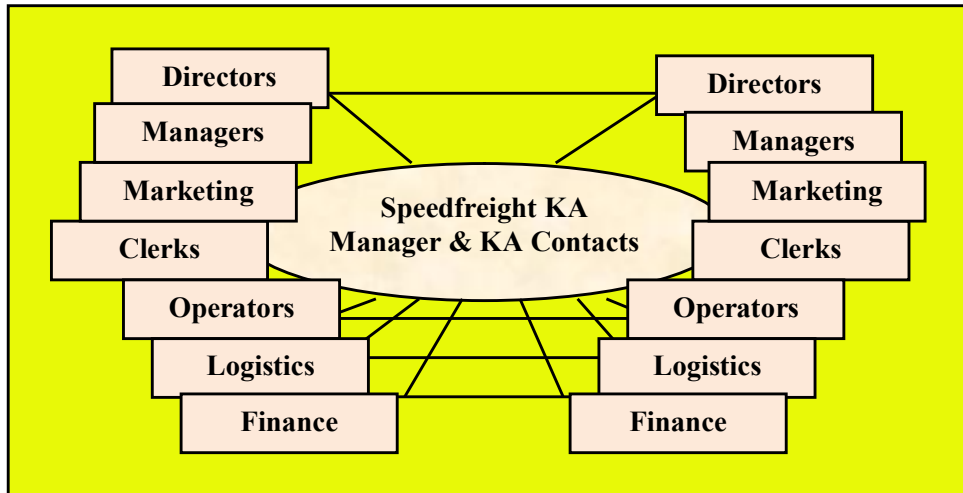 Directors
Directors
Managers
Managers
Marketing
Marketing
Speedfreight KA
Manager & KA Contacts
Clerks
Clerks
Operators
Operators
Logistics
Logistics
Finance
Finance